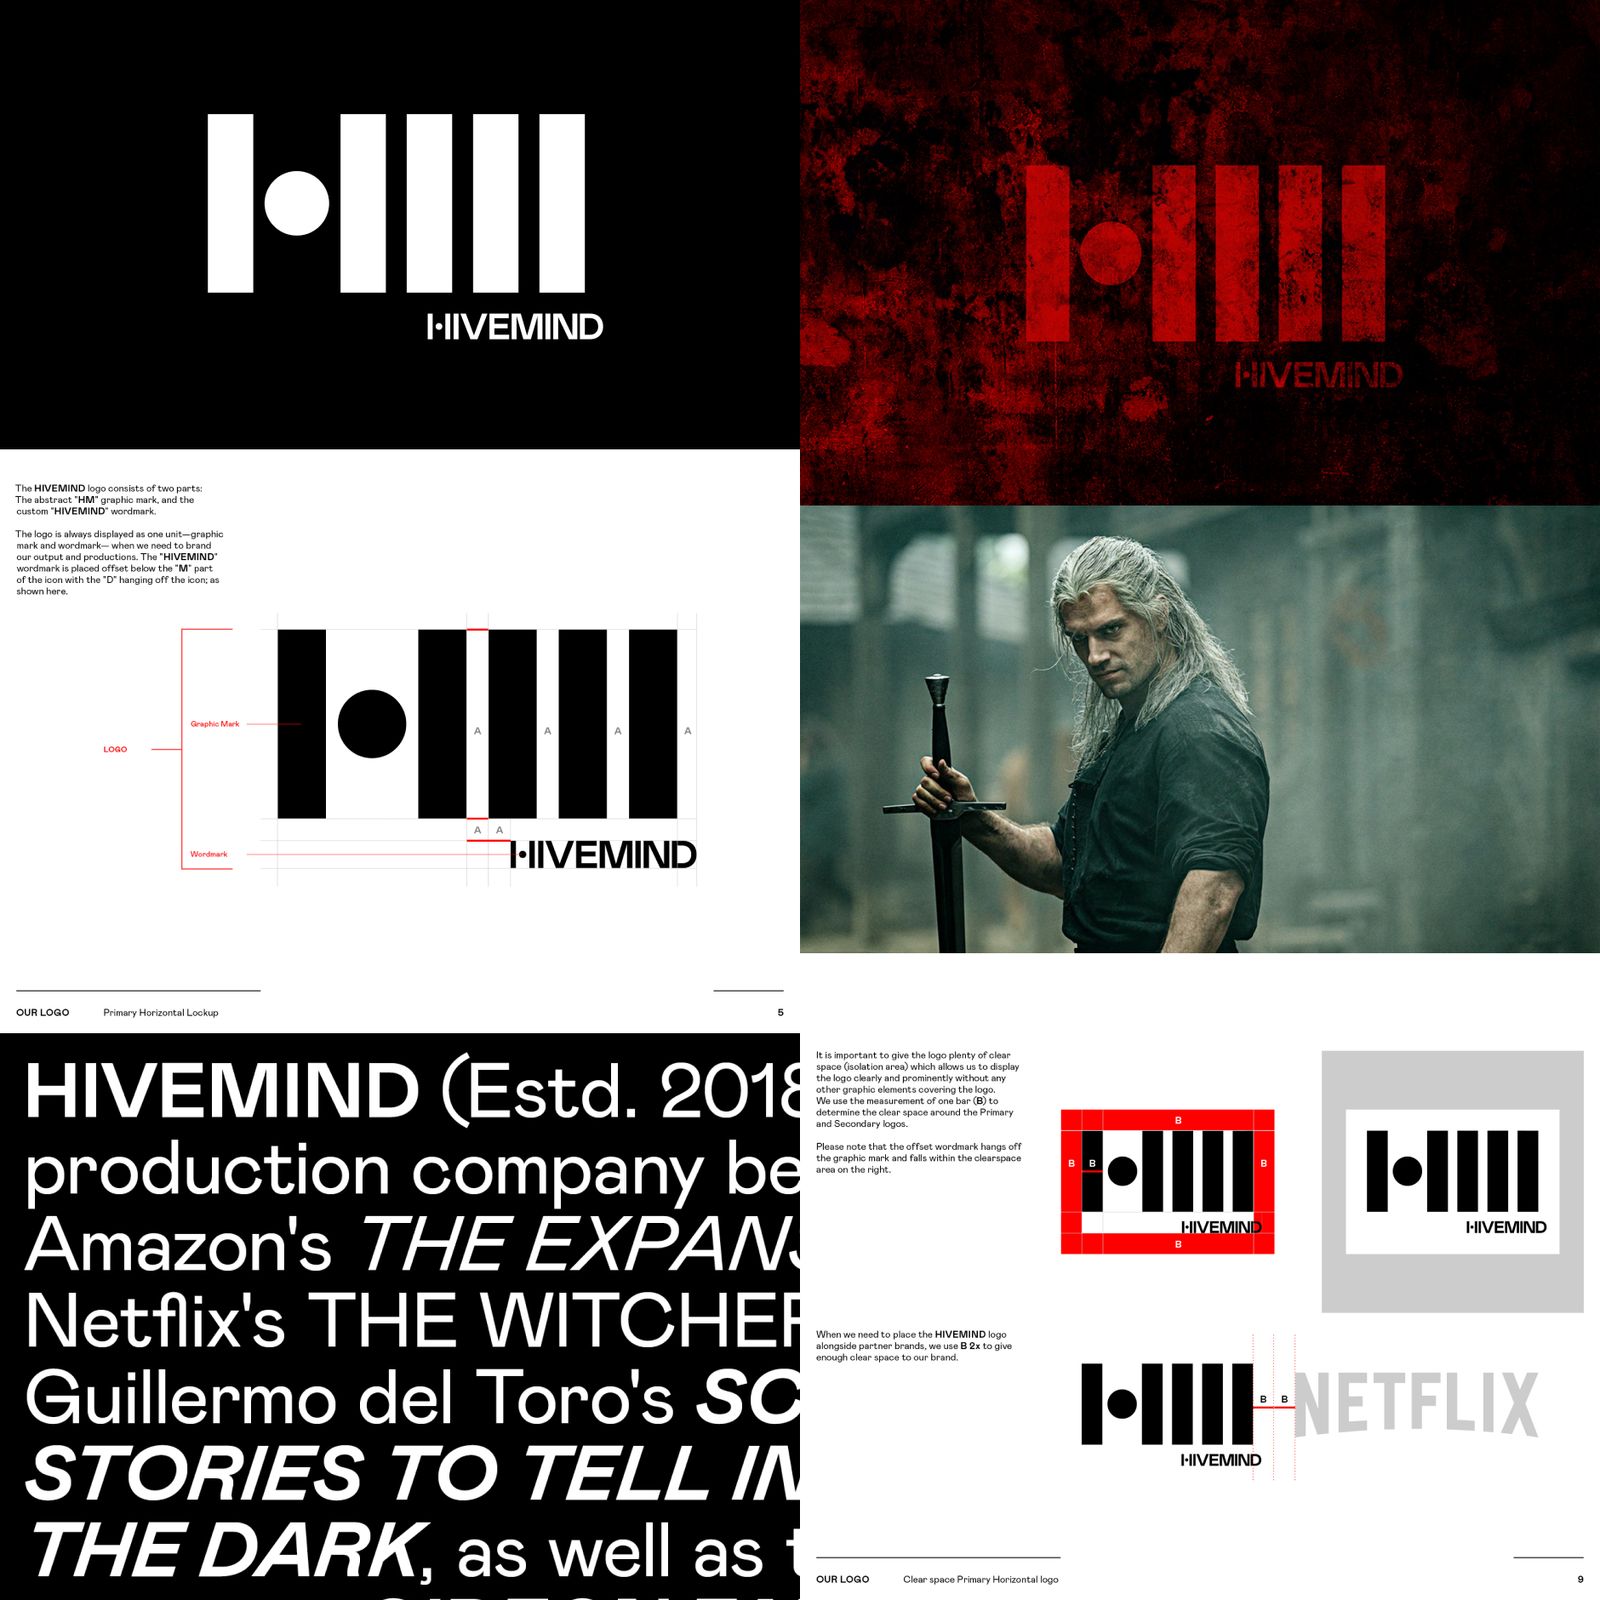 HIVEMIND
HIVEMIND
The HIVEMIND logo consists of two parts:
The abstract "HM" graphic mark, and the
custom "HIVEMIND" wordmark.
The logo is always displayed as one unit—graphic
mark and wordmark— when we need to brand
our output and productions. The "HIVEMIND"
wordmark is placed offset below the "M" part
of the icon with the "D" hanging off the icon; as
shown here.
LOGO
Graphic Mark
A
A
A
A
A
A
Wordmark
HIVEMIND
OUR LOGO
Primary Horizontal Lockup
5
HIVEMIND (Estd. 2018
production company be
Amazon's THE EXPANS
Netflix's THE WITCHER
Guillermo del Toro's SC
STORIES TO TELL IN
THE DARK, as well as t
It is important to give the logo plenty of clear
space (isolation area) which allows us to display
the logo clearly and prominently without any
other graphic elements covering the logo.
We use the measurement of one bar (B) to
determine the clear space around the Primary
and Secondary logos.
Please note that the offset wordmark hangs off
the graphic mark and falls within the clearspace
area on the right.
B
B
B
B
B
HIVEMIND
HIVEMIND
When we need to place the HIVEMIND logo
alongside partner brands, we use B 2x to give
enough clear space to our brand.
B
B
NETFLIX
HIVEMIND
OUR LOGO
Clear space Primary Horizontal logo
9